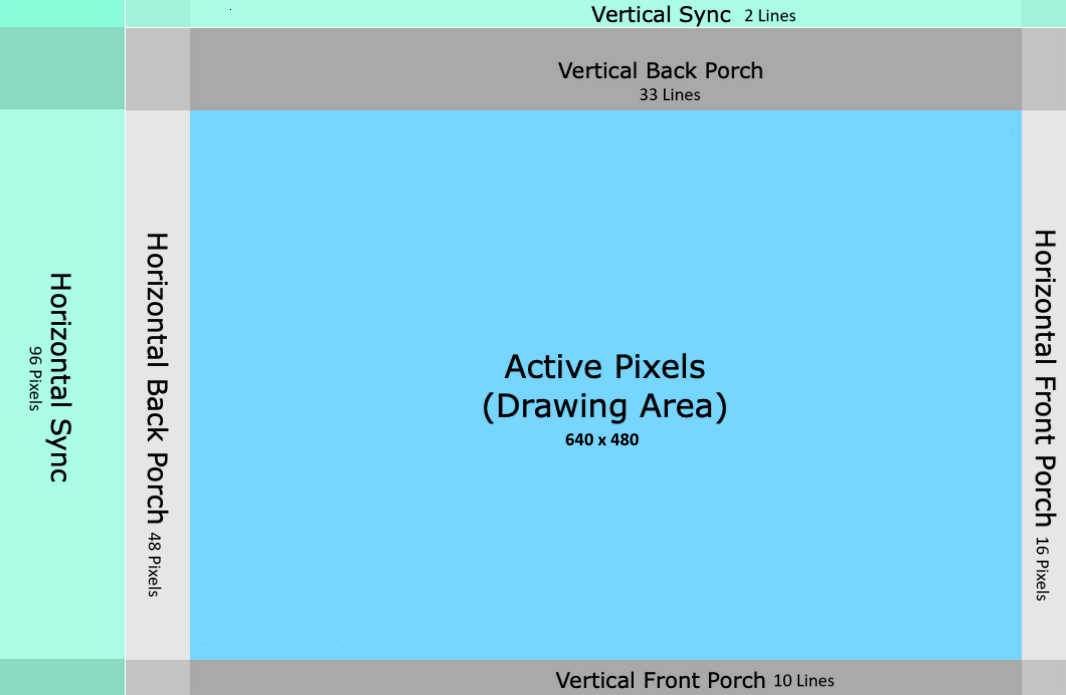 Vertical Sync 2 Lines
Vertical Back Porch
33 Lines
Horizontal Sync
96 Pixels
Horizontal Back Porch 48 Pixels
Active Pixels
(Drawing Area)
640 x 480
Horizontal Front Porch 16 Pixels
Vertical Front Porch 10 Lines